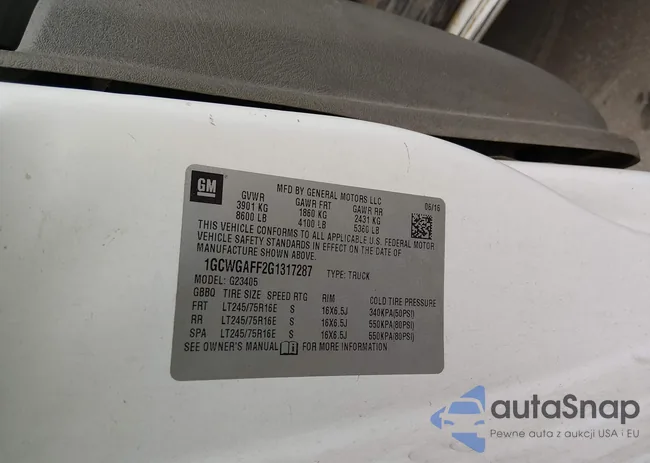 GM
MFD BY GENERAL MOTORS LLC
GVWR GAWR FRT GAWR RR 06/16
3901 KG 1860 KG 2431 KG
8600 LB 4100 LB 5360 LB
THIS VEHICLE CONFORMS TO ALL APPLICABLE U.S. FEDERAL MOTOR
VEHICLE SAFETY STANDARDS IN EFFECT ON THE DATE OF
MANUFACTURE SHOWN ABOVE.
1GCWGAFF2G1317287 TYPE: TRUCK
MODEL: G23405
GBBQ TIRE SIZE SPEED RTG RIM COLD TIRE PRESSURE
FRT LT245/75R16E S 16X6.5J 340KPA(50PSI)
RR LT245/75R16E S 16X6.5J 550KPA(80PSI)
SPA LT245/75R16E S 16X6.5J 550KPA(80PSI)
SEE OWNER'S MANUAL FOR ADDITIONAL INFORMATION.
autaSnap
Pewne auta z aukcji USA i EU